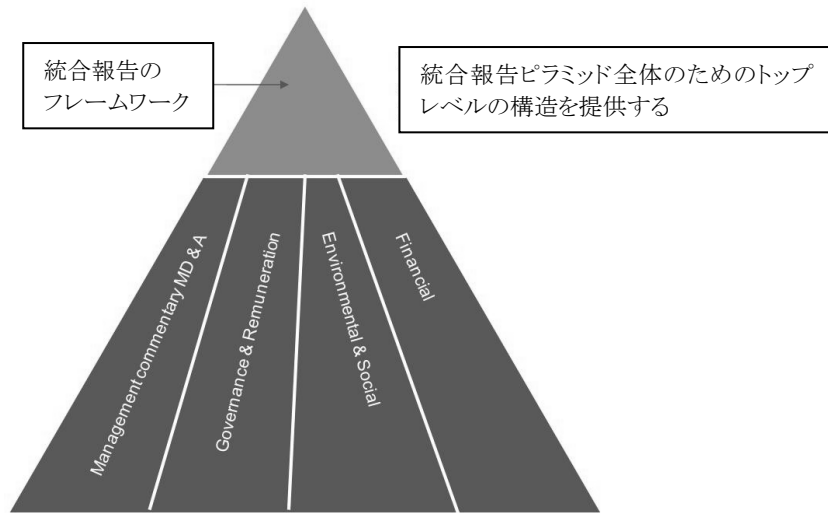 統合報告の
フレームワーク
統合報告ピラミッド全体のためのトップ
レベルの構造を提供する
Management commentary MD & A
Governance & Remuneration
Environmental & Social
Financial